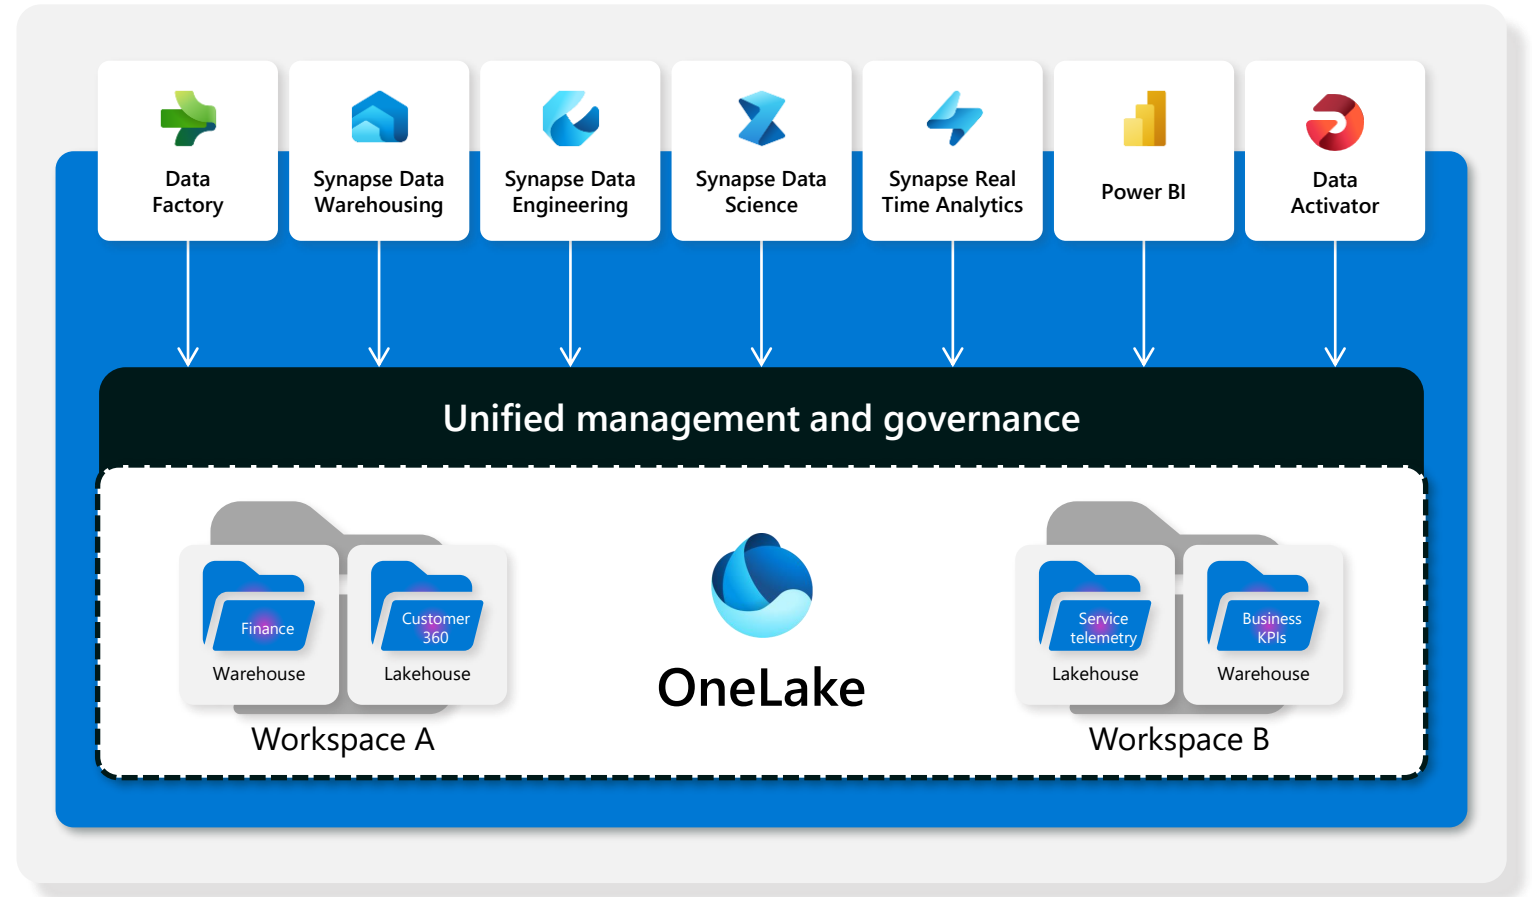 Data
Factory
Synapse Data
Warehousing
Synapse Data
Engineering
Synapse Data
Science
Synapse Real
Time Analytics
Power BI
Data
Activator
Unified management and governance
Finance
Warehouse
Customer
360
Lakehouse
Workspace A
OneLake
Service
telemetry
Lakehouse
Business
KPIs
Warehouse
Workspace B